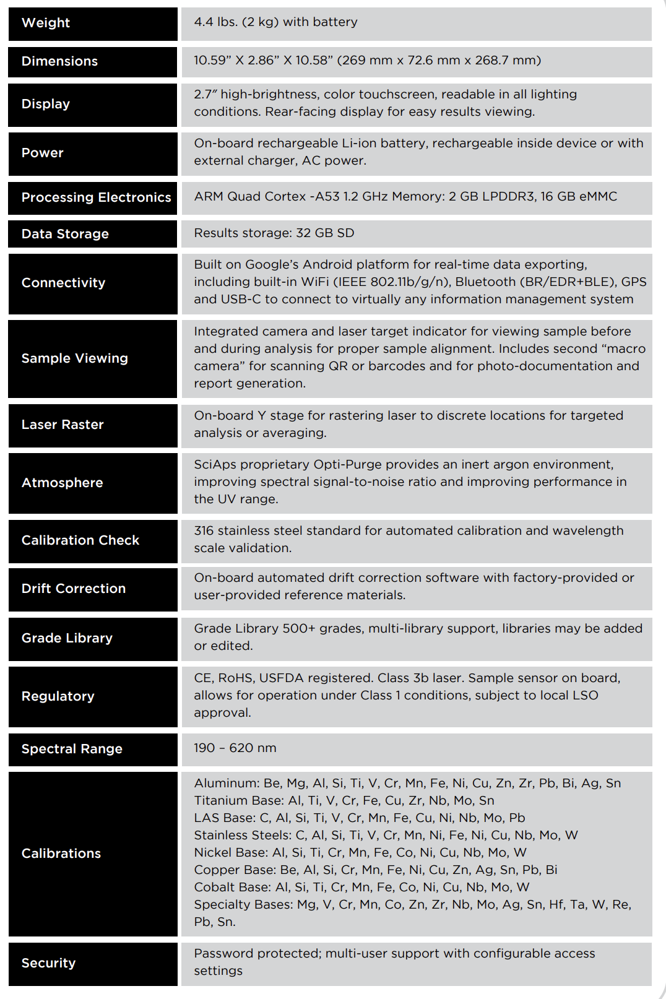 Weight
4.4 lbs. (2 kg) with battery
Dimensions
10.59” X 2.86” X 10.58” (269 mm x 72.6 mm x 268.7 mm)
Display
2.7″ high-brightness, color touchscreen, readable in all lighting
conditions. Rear-facing display for easy results viewing.
Power
On-board rechargeable Li-ion battery, rechargeable inside device or with
external charger, AC power.
Processing Electronics
ARM Quad Cortex -A53 1.2 GHz Memory: 2 GB LPDDR3, 16 GB eMMC
Data Storage
Results storage: 32 GB SD
Connectivity
Built on Google’s Android platform for real-time data exporting,
including built-in WiFi (IEEE 802.11b/g/n), Bluetooth (BR/EDR+BLE), GPS
and USB-C to connect to virtually any information management system
Sample Viewing
Integrated camera and laser target indicator for viewing sample before
and during analysis for proper sample alignment. Includes second “macro
camera” for scanning QR or barcodes and for photo-documentation and
report generation.
Laser Raster
On-board Y stage for rastering laser to discrete locations for targeted
analysis or averaging.
Atmosphere
SciAps proprietary Opti-Purge provides an inert argon environment,
improving spectral signal-to-noise ratio and improving performance in
the UV range.
Calibration Check
316 stainless steel standard for automated calibration and wavelength
scale validation.
Drift Correction
On-board automated drift correction software with factory-provided or
user-provided reference materials.
Grade Library
Grade Library 500+ grades, multi-library support, libraries may be added
or edited.
Regulatory
CE, RoHS, USFDA registered. Class 3b laser. Sample sensor on board,
allows for operation under Class 1 conditions, subject to local LSO
approval.
Spectral Range
190 – 620 nm
Calibrations
Aluminum: Be, Mg, Al, Si, Ti, V, Cr, Mn, Fe, Ni, Cu, Zn, Zr, Pb, Bi, Ag, Sn
Titanium Base: Al, Ti, V, Cr, Fe, Cu, Zr, Nb, Mo, Sn
LAS Base: C, Al, Si, Ti, V, Cr, Mn, Fe, Cu, Ni, Nb, Mo, Pb
Stainless Steels: C, Al, Si, Ti, V, Cr, Mn, Ni, Fe, Ni, Cu, Nb, Mo, W
Nickel Base: Al, Si, Ti, Cr, Mn, Fe, Co, Ni, Cu, Nb, Mo, W
Copper Base: Be, Al, Si, Cr, Mn, Fe, Ni, Cu, Zn, Ag, Sn, Pb, Bi
Cobalt Base: Al, Si, Ti, Cr, Mn, Fe, Co, Ni, Cu, Nb, Mo, W
Specialty Bases: Mg, V, Cr, Mn, Co, Zn, Zr, Nb, Mo, Ag, Sn, Hf, Ta, W, Re,
Pb, Sn.
Security
Password protected; multi-user support with configurable access
settings